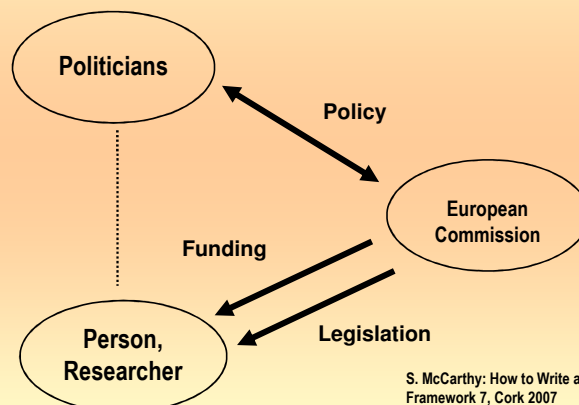 Politicians
Policy
European
Commission
Funding
Person,
Researcher
Legislation
S. McCarthy: How to Write a
Framework 7, Cork 2007